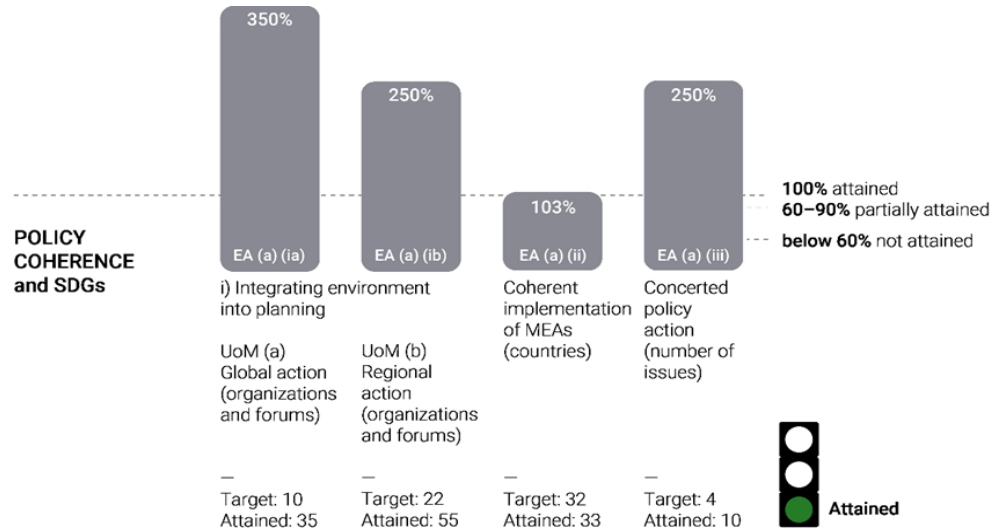 350%
250%
250%
103%
EA (a) (ia)
EA (a) (ib)
EA (a) (ii)
EA (a) (iii)
100% attained
60–90% partially attained
below 60% not attained
POLICY
COHERENCE
and SDGs
i) Integrating environment
into planning
UoM (a)
Global action
(organizations
and forums)
UoM (b)
Regional
action
(organizations
and forums)
Coherent
implementation
of MEAs
(countries)
Concerted
policy
action
(number of
issues)
—
Target: 10
Attained: 35
—
Target: 22
Attained: 55
—
Target: 32
Attained: 33
—
Target: 4
Attained: 10
Attained